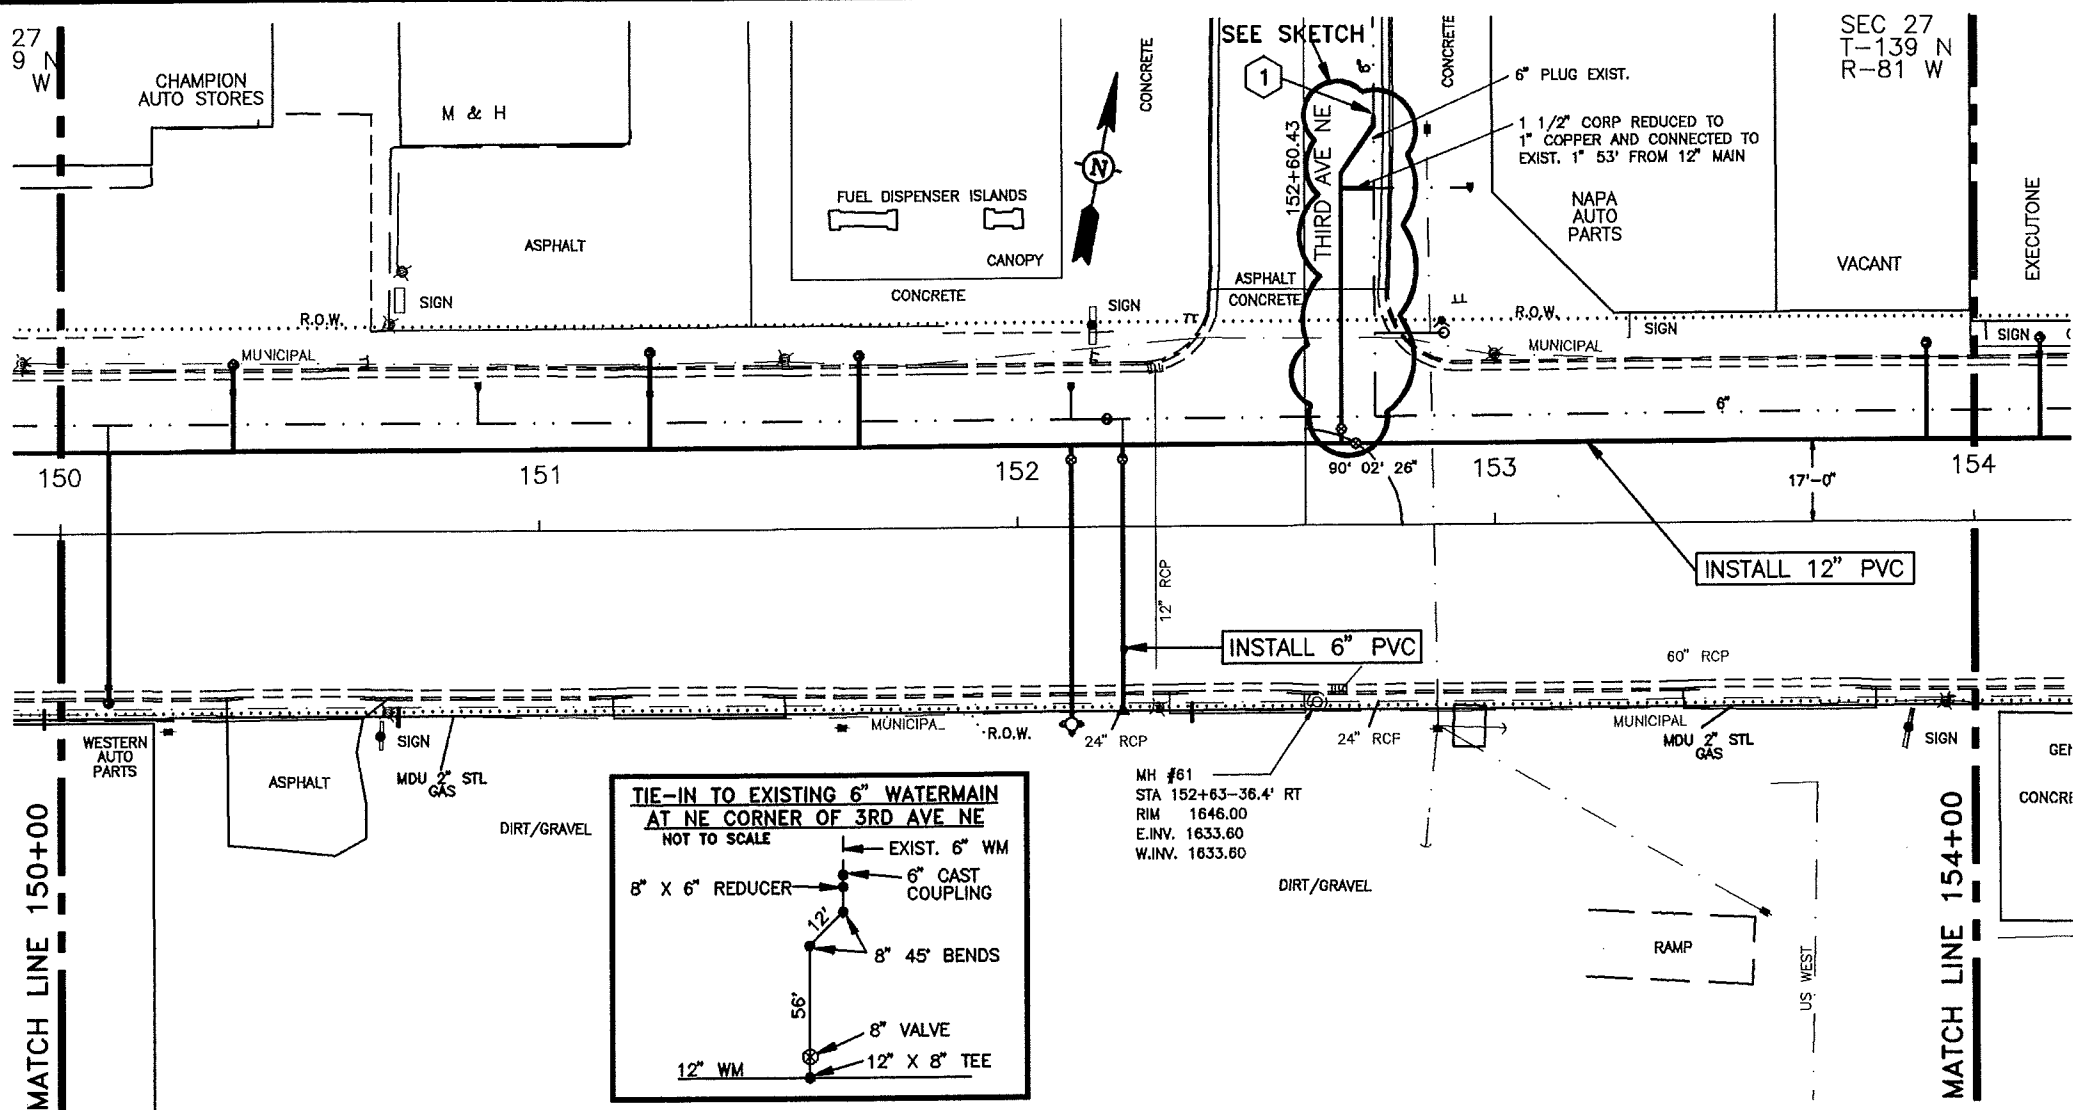 27
9 N
W
CHAMPION
AUTO STORES
M & H
CONCRETE
SEE SKETCH
1
8"
CONCRETE
6" PLUG EXIST.
1 1/2" CORP REDUCED TO
1" COPPER AND CONNECTED TO
EXIST. 1" 53' FROM 12" MAIN
SEC 27
T-139 N
R-81 W
N
152+60.43
THIRD AVE NE
FUEL DISPENSER ISLANDS
ASPHALT
CANOPY
CONCRETE
NAPA
AUTO
PARTS
VACANT
EXECUTONE
ASPHALT
CONCRETE
SIGN
SIGN
R.O.W.
R.O.W.
SIGN
SIGN
MUNICIPAL
MUNICIPAL
6"
150
151
152
90° 02' 26"
153
17'-0"
154
INSTALL 12" PVC
12" RCP
INSTALL 6" PVC
60" RCP
WESTERN
AUTO
PARTS
SIGN
ASPHALT
MDU 2" STL
GAS
MUNICIPAL
R.O.W.
24" RCP
24" RCP
MUNICIPAL
MDU 2" STL
GAS
SIGN
GEN
CONCRE
DIRT/GRAVEL
MH #61
STA 152+63-36.4' RT
RIM 1646.00
E.INV. 1633.60
W.INV. 1633.60
DIRT/GRAVEL
RAMP
US WEST
MATCH LINE 150+00
MATCH LINE 154+00
TIE-IN TO EXISTING 6" WATERMAIN
AT NE CORNER OF 3RD AVE NE
NOT TO SCALE
EXIST. 6" WM
6" CAST
COUPLING
8" X 6" REDUCER
12'
8" 45° BENDS
56'
8" VALVE
12" WM
12" X 8" TEE